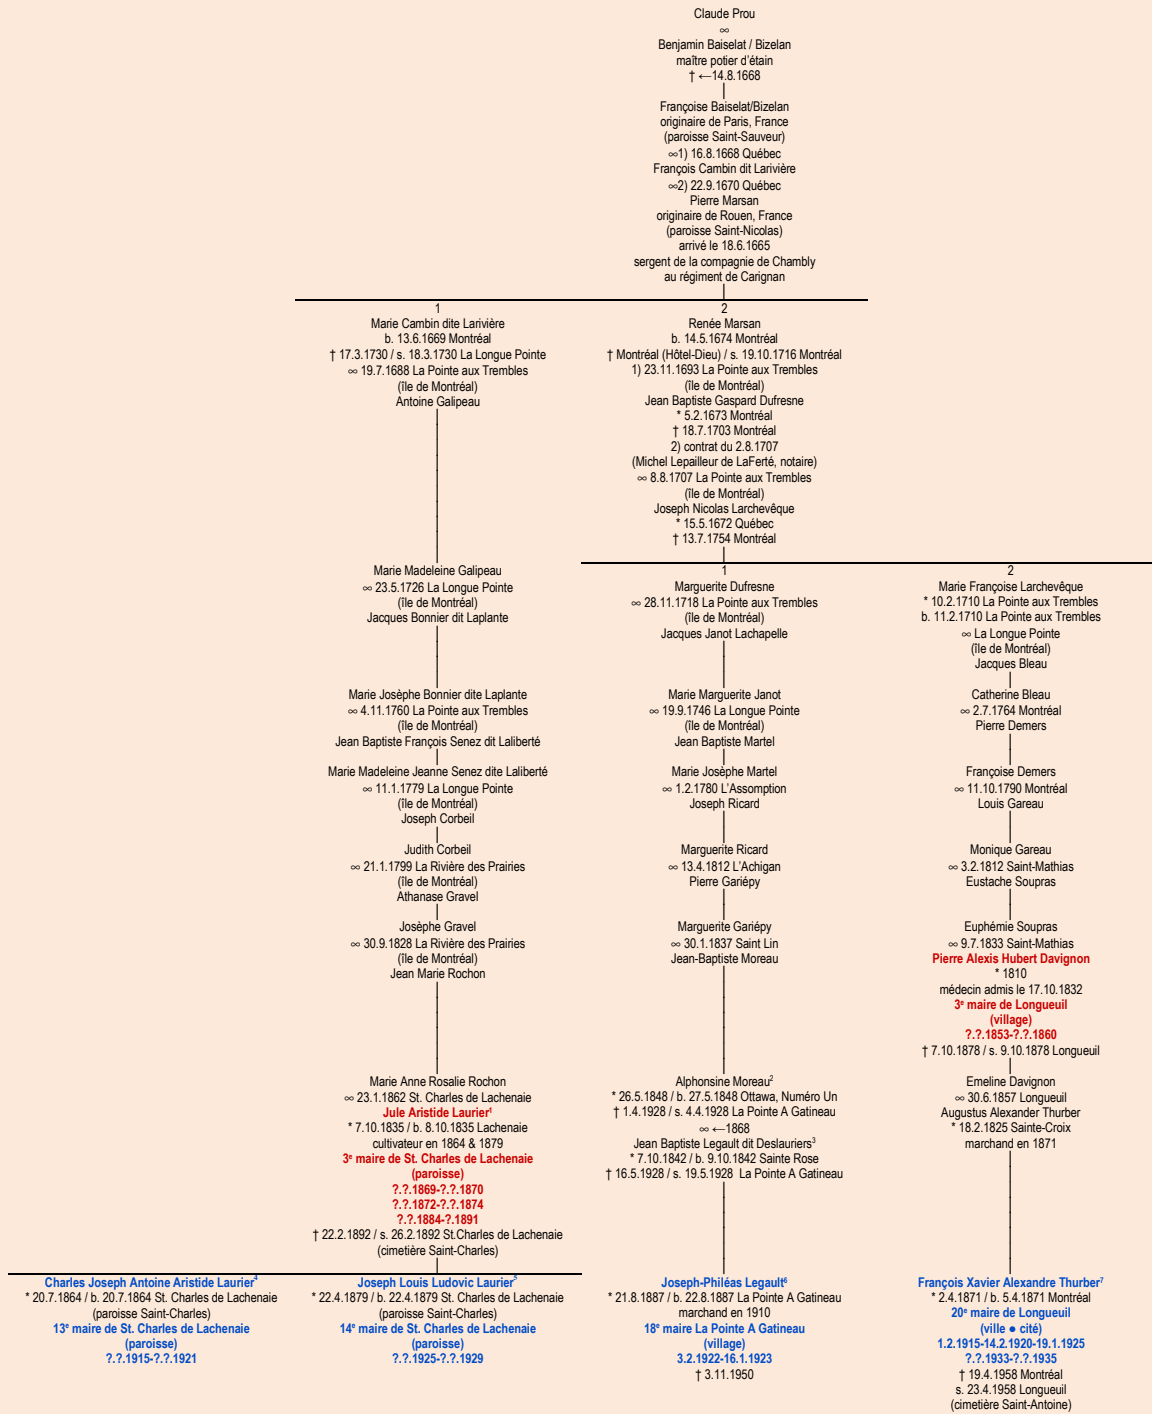 Claude Prou
∞
Benjamin Baiselat / Bizelan
maître potier d'étain
† ←14.8.1668
Françoise Baiselat/Bizelan
originaire de Paris, France
(paroisse Saint-Sauveur)
∞1) 16.8.1668 Québec
François Cambin dit Larivière
∞2) 22.9.1670 Québec
Pierre Marsan
originaire de Rouen, France
(paroisse Saint-Nicolas)
arrivé le 18.6.1665
sergent de la compagnie de Chambly
au régiment de Carignan
1
Marie Cambin dite Larivière
b. 13.6.1669 Montréal
† 17.3.1730 / s. 18.3.1730 La Longue Pointe
∞ 19.7.1688 La Pointe aux Trembles
(île de Montréal)
Antoine Galipeau
2
Renée Marsan
b. 14.5.1674 Montréal
† Montréal (Hôtel-Dieu) / s. 19.10.1716 Montréal
1) 23.11.1693 La Pointe aux Trembles
(île de Montréal)
Jean Baptiste Gaspard Dufresne
* 5.2.1673 Montréal
† 18.7.1703 Montréal
2) contrat du 2.8.1707
(Michel Lepailleur de LaFerté, notaire)
∞ 8.8.1707 La Pointe aux Trembles
(île de Montréal)
Joseph Nicolas Larchevêque
* 15.5.1672 Québec
† 13.7.1754 Montréal
Marie Madeleine Galipeau
∞ 23.5.1726 La Longue Pointe
(île de Montréal)
Jacques Bonnier dit Laplante
1
Marguerite Dufresne
∞ 28.11.1718 La Pointe aux Trembles
(île de Montréal)
Jacques Janot Lachapelle
2
Marie Françoise Larchevêque
* 10.2.1710 La Pointe aux Trembles
b. 11.2.1710 La Pointe aux Trembles
∞ La Longue Pointe
(île de Montréal)
Jacques Bleau
Marie Josèphe Bonnier dite Laplante
∞ 4.11.1760 La Pointe aux Trembles
(île de Montréal)
Jean Baptiste François Senez dit Laliberté
Marie Marguerite Janot
∞ 19.9.1746 La Longue Pointe
(île de Montréal)
Jean Baptiste Martel
Catherine Bleau
∞ 2.7.1764 Montréal
Pierre Demers
Marie Madeleine Jeanne Senez dite Laliberté
∞ 11.1.1779 La Longue Pointe
(île de Montréal)
Joseph Corbeil
Marie Josèphe Martel
∞ 1.2.1780 L'Assomption
Joseph Ricard
Françoise Demers
∞ 11.10.1790 Montréal
Louis Gareau
Judith Corbeil
∞ 21.1.1799 La Rivière des Prairies
(île de Montréal)
Athanase Gravel
Marguerite Ricard
∞ 13.4.1812 L'Achigan
Pierre Gariépy
Monique Gareau
∞ 3.2.1812 Saint-Mathias
Eustache Soupras
Josèphe Gravel
∞ 30.9.1828 La Rivière des Prairies
(île de Montréal)
Jean Marie Rochon
Marguerite Gariépy
∞ 30.1.1837 Saint Lin
Jean-Baptiste Moreau
Euphémie Soupras
∞ 9.7.1833 Saint-Mathias
Pierre Alexis Hubert Davignon
* 1810
médecin admis le 17.10.1832
3e maire de Longueuil
(village)
?.?.1853-?.?.1860
† 7.10.1878 / s. 9.10.1878 Longueuil
Marie Anne Rosalie Rochon
∞ 23.1.1862 St. Charles de Lachenaie
Jule Aristide Laurier¹
* 7.10.1835 / b. 8.10.1835 Lachenaie
cultivateur en 1864 & 1879
3e maire de St. Charles de Lachenaie
(paroisse)
?.?.1869-?.?.1870
?.?.1872-?.?.1874
?.?.1884-?.1891
† 22.2.1892 / s. 26.2.1892 St.Charles de Lachenaie
(cimetière Saint-Charles)
Alphonsine Moreau²
* 26.5.1848 / b. 27.5.1848 Ottawa, Numéro Un
† 1.4.1928 / s. 4.4.1928 La Pointe A Gatineau
∞ ←1868
Jean Baptiste Legault dit Deslauriers³
* 7.10.1842 / b. 9.10.1842 Sainte Rose
† 16.5.1928 / s. 19.5.1928 La Pointe A Gatineau
Emeline Davignon
∞ 30.6.1857 Longueuil
Augustus Alexander Thurber
* 18.2.1825 Sainte-Croix
marchand en 1871
Charles Joseph Antoine Aristide Laurier⁴
* 20.7.1864 / b. 20.7.1864 St. Charles de Lachenaie
(paroisse Saint-Charles)
13e maire de St. Charles de Lachenaie
(paroisse)
?.?.1915-?.?.1921
Joseph Louis Ludovic Laurier⁵
* 22.4.1879 / b. 22.4.1879 St. Charles de Lachenaie
(paroisse Saint-Charles)
14e maire de St. Charles de Lachenaie
(paroisse)
?.?.1925-?.?.1929
Joseph-Philéas Legault⁶
* 21.8.1887 / b. 22.8.1887 La Pointe A Gatineau
marchand en 1910
18e maire La Pointe A Gatineau
(village)
3.2.1922-16.1.1923
† 3.11.1950
François Xavier Alexandre Thurber⁷
* 2.4.1871 / b. 5.4.1871 Montréal
20e maire de Longueuil
(ville ● cité)
1.2.1915-14.2.1920-19.1.1925
?.?.1933-?.?.1935
† 19.4.1958 Montréal
s. 23.4.1958 Longueuil
(cimetière Saint-Antoine)